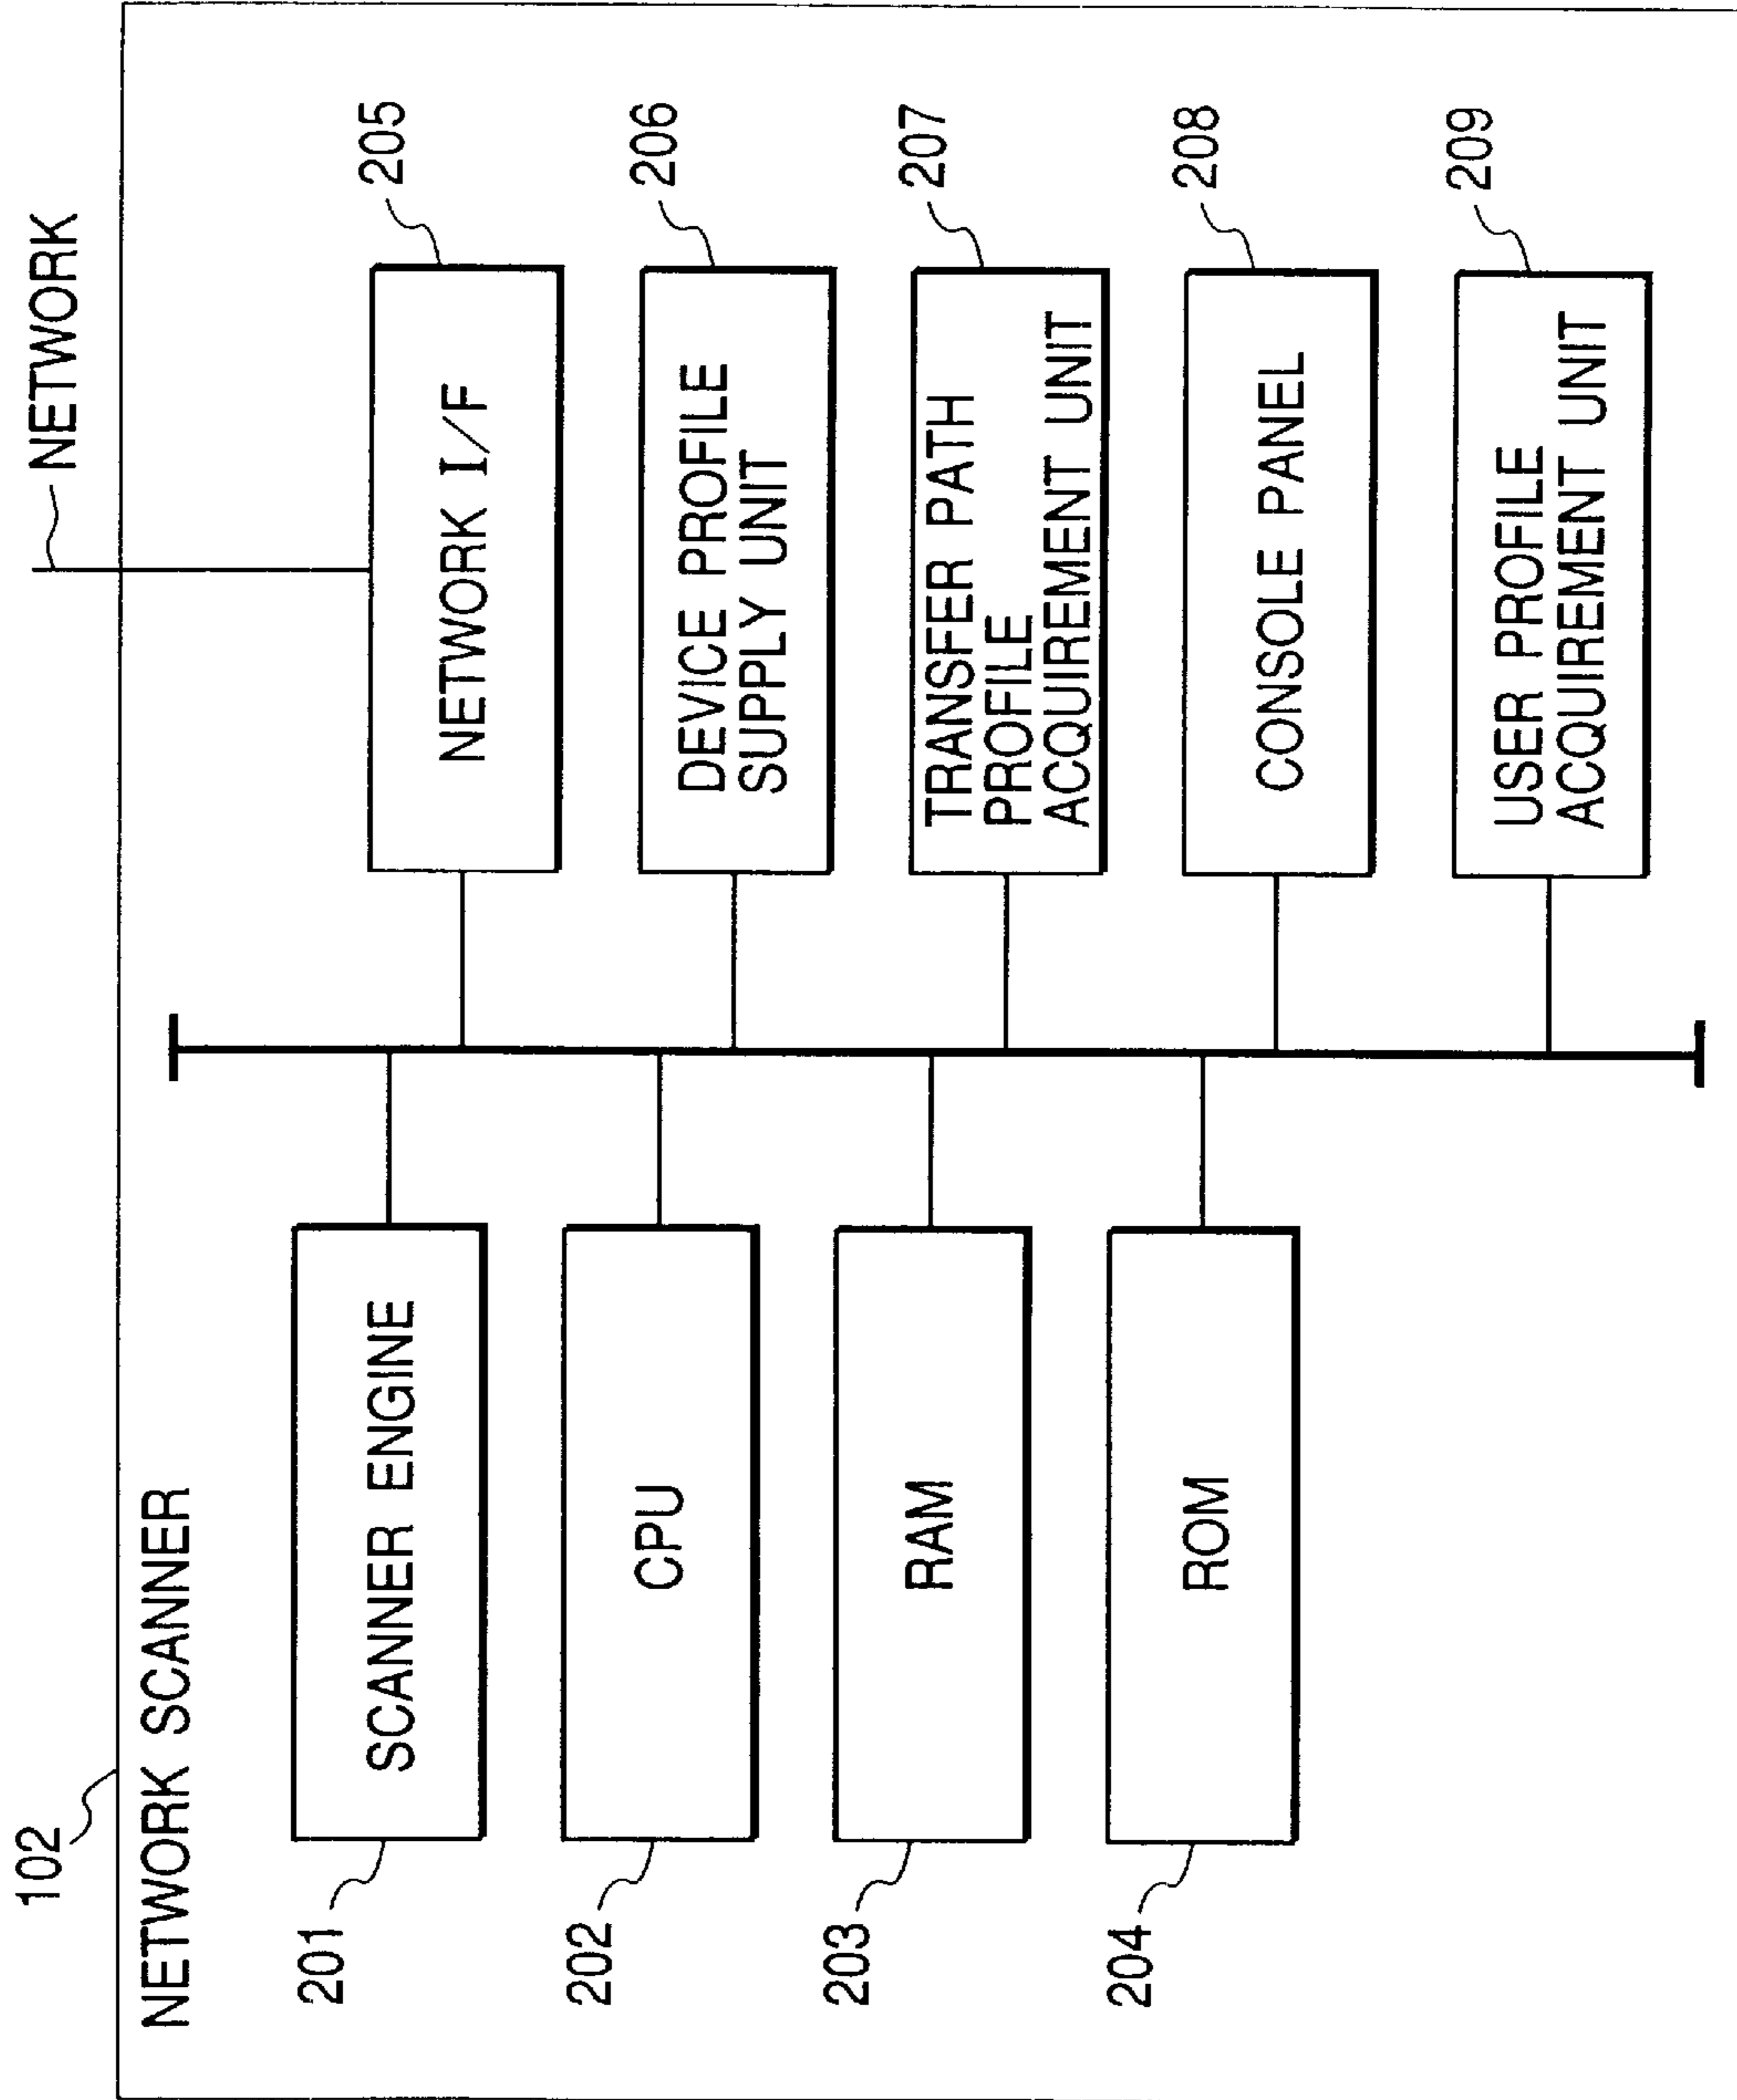 102
NETWORK
NETWORK SCANNER
201
SCANNER ENGINE
202
CPU
203
RAM
204
ROM
NETWORK I/F
205
DEVICE PROFILE
SUPPLY UNIT
206
TRANSFER PATH
PROFILE
ACQUIREMENT UNIT
207
CONSOLE PANEL
208
USER PROFILE
ACQUIREMENT UNIT
209